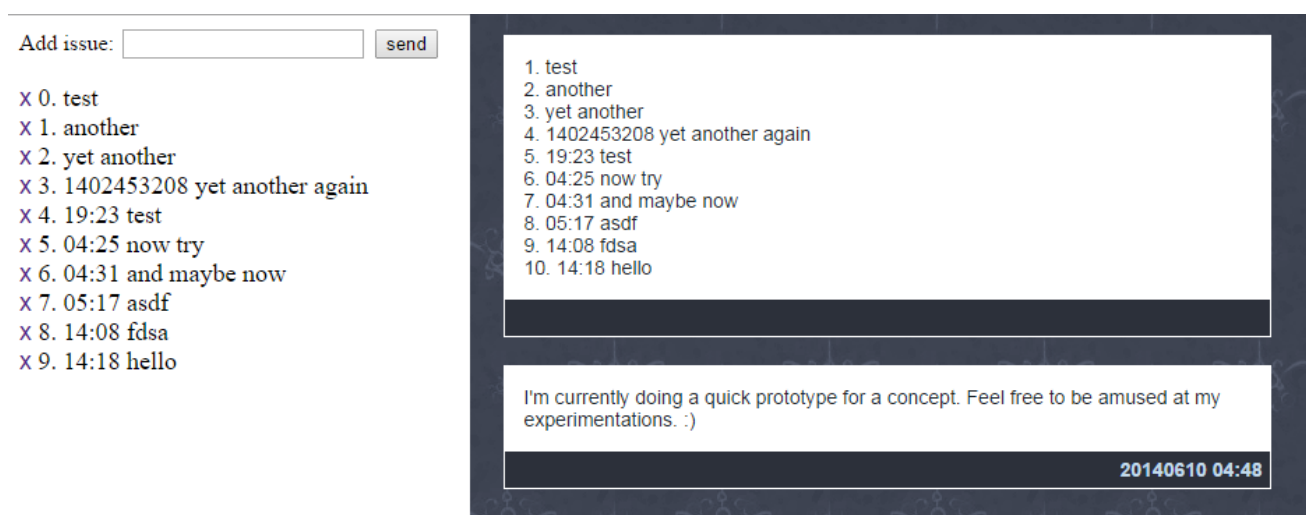 Add issue: send
X 0. test
X 1. another
X 2. yet another
X 3. 1402453208 yet another again
X 4. 19:23 test
X 5. 04:25 now try
X 6. 04:31 and maybe now
X 7. 05:17 asdf
X 8. 14:08 fdsa
X 9. 14:18 hello
1. test
2. another
3. yet another
4. 1402453208 yet another again
5. 19:23 test
6. 04:25 now try
7. 04:31 and maybe now
8. 05:17 asdf
9. 14:08 fdsa
10. 14:18 hello
I'm currently doing a quick prototype for a concept. Feel free to be amused at my
experimentations. :)
20140610 04:48